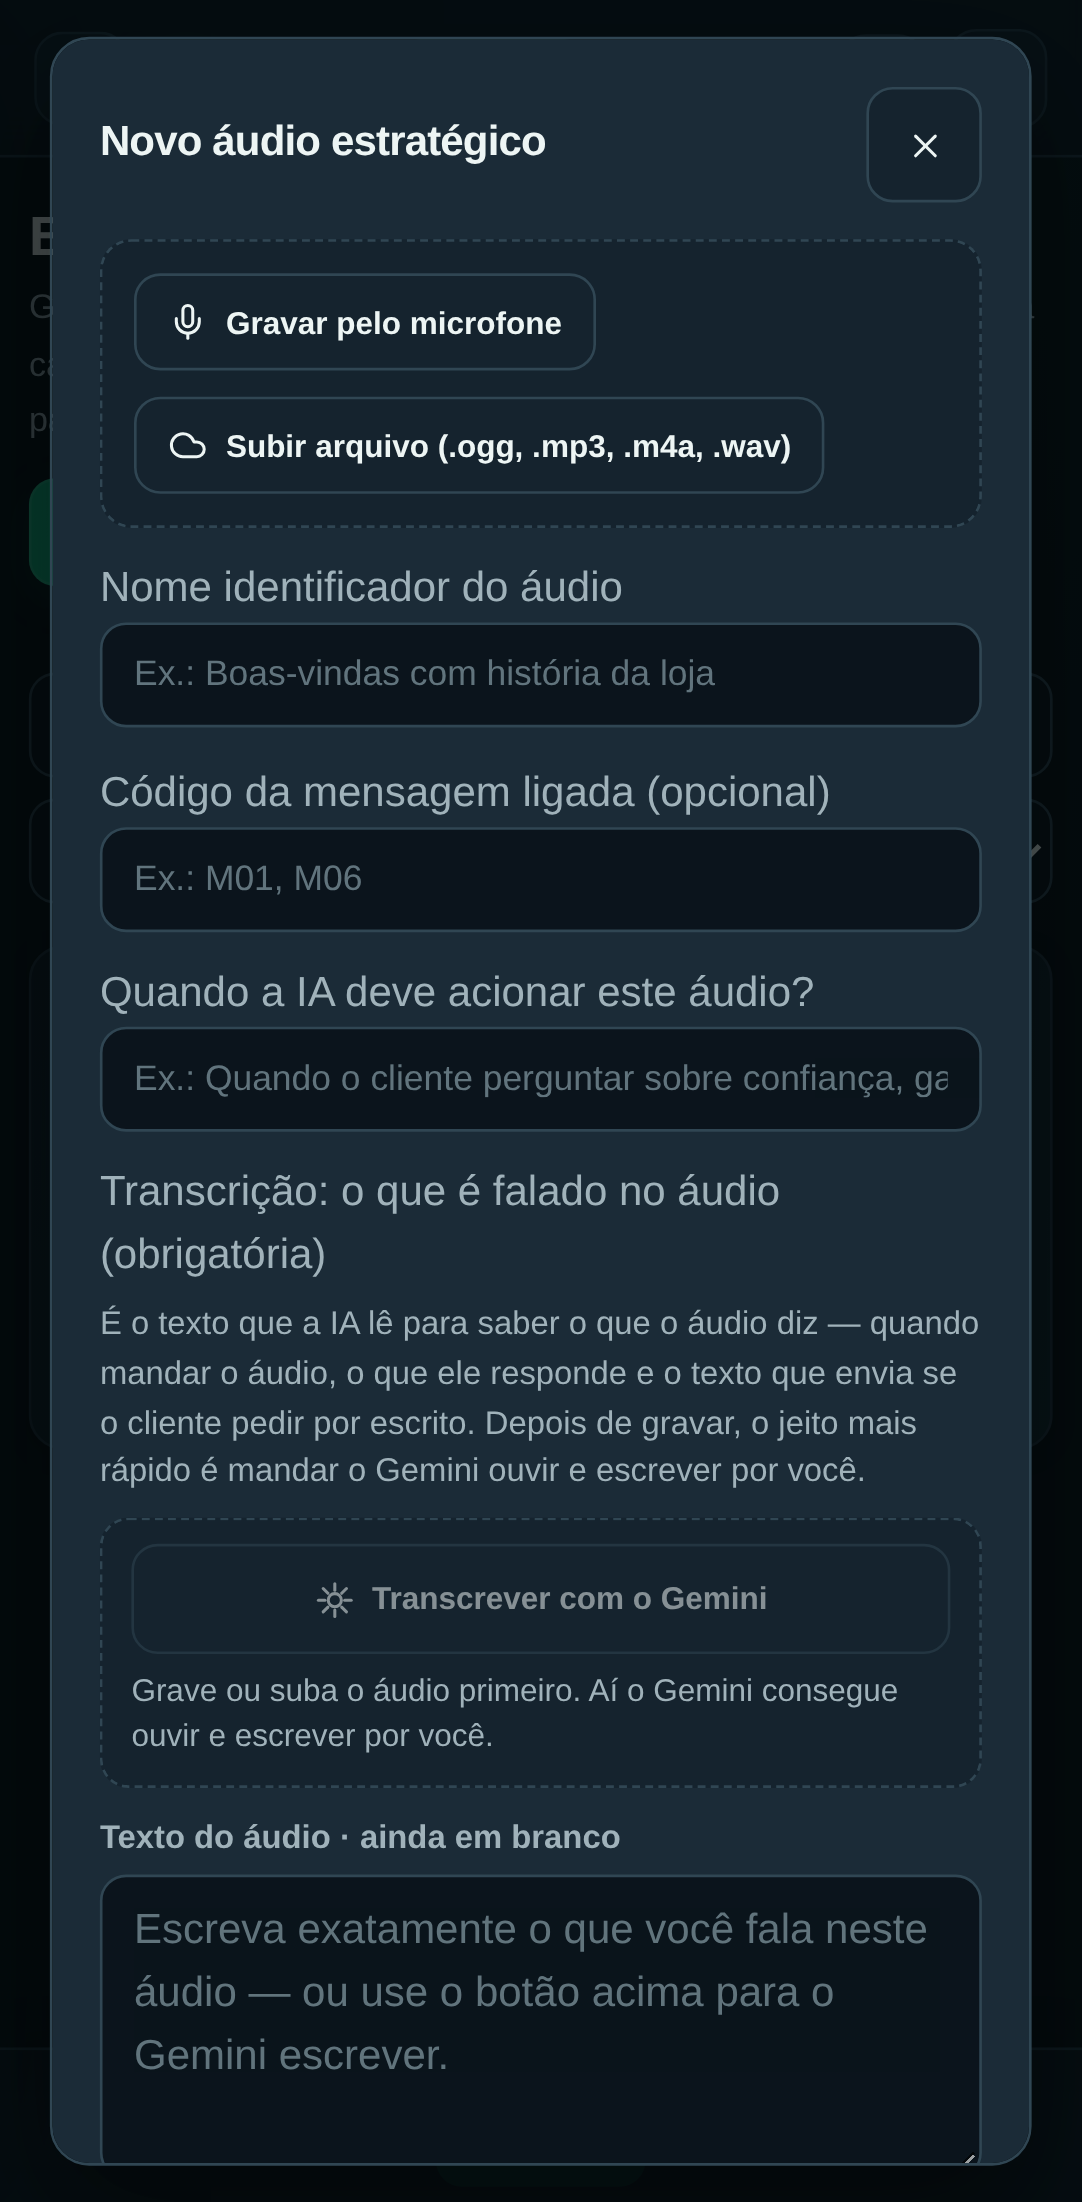 Novo áudio estratégico
Gravar pelo microfone
Subir arquivo (.ogg, .mp3, .m4a, .wav)
Nome identificador do áudio
Ex.: Boas-vindas com história da loja
Código da mensagem ligada (opcional)
Ex.: M01, M06
Quando a IA deve acionar este áudio?
Ex.: Quando o cliente perguntar sobre confiança, ga
Transcrição: o que é falado no áudio
(obrigatória)
É o texto que a IA lê para saber o que o áudio diz — quando
mandar o áudio, o que ele responde e o texto que envia se
o cliente pedir por escrito. Depois de gravar, o jeito mais
rápido é mandar o Gemini ouvir e escrever por você.
Transcrever com o Gemini
Grave ou suba o áudio primeiro. Aí o Gemini consegue
ouvir e escrever por você.
Texto do áudio · ainda em branco
Escreva exatamente o que você fala neste
áudio — ou use o botão acima para o
Gemini escrever.